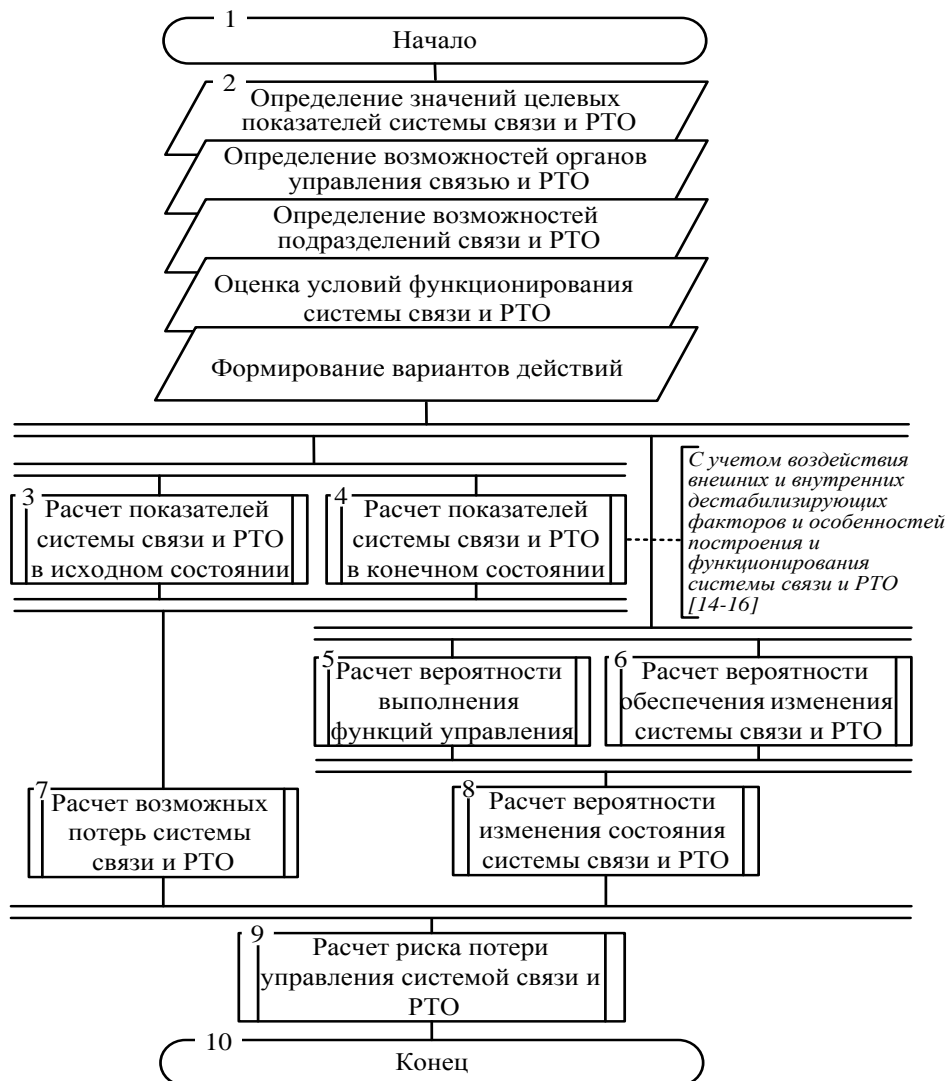 1
Начало
2
Определение значений целевых
показателей системы связи и РТО
Определение возможностей органов
управления связью и РТО
Определение возможностей
подразделений связи и РТО
Оценка условий функционирования
системы связи и РТО
Формирование вариантов действий
3
Расчет показателей
системы связи и РТО
в исходном состоянии
4
Расчет показателей
системы связи и РТО
в конечном состоянии
С учетом воздействия
внешних и внутренних
дестабилизирующих
факторов и особенностей
построения и
функционирования
системы связи и РТО
[14-16]
5
Расчет вероятности
выполнения
функций управления
6
Расчет вероятности
обеспечения изменения
системы связи и РТО
7
Расчет возможных
потерь системы
связи и РТО
8
Расчет вероятности
изменения состояния
системы связи и РТО
9
Расчет риска потери
управления системой связи и
РТО
10
Конец